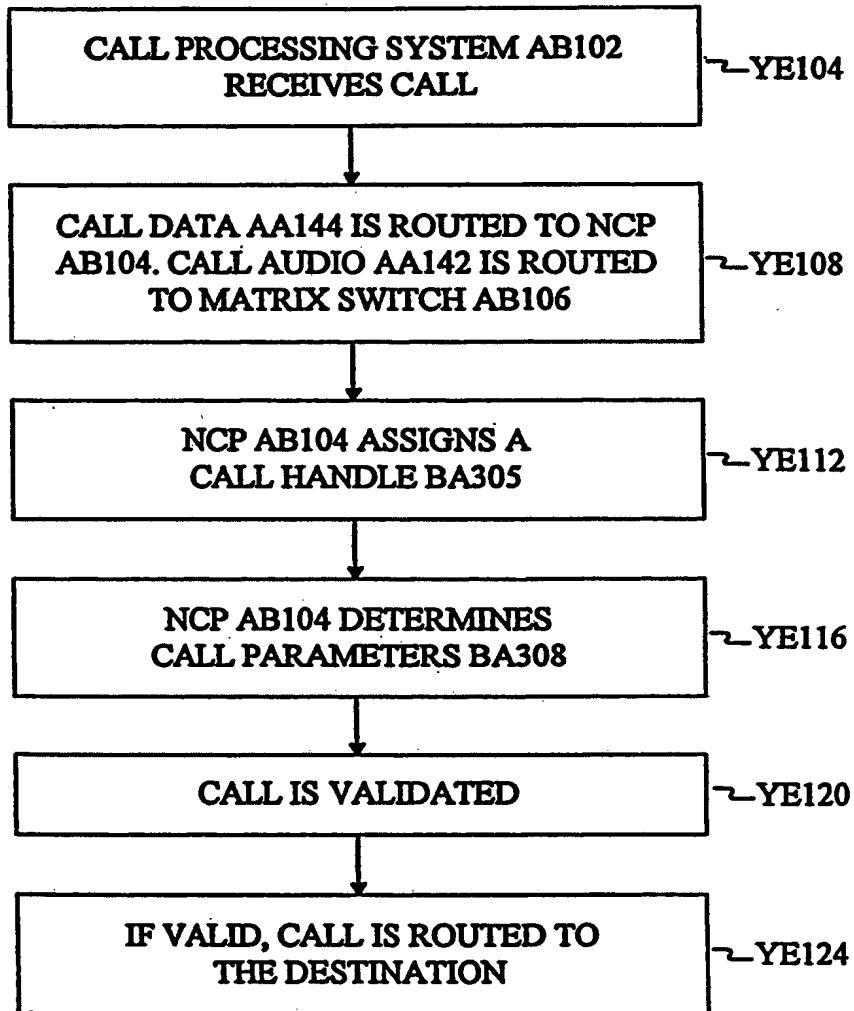 CALL PROCESSING SYSTEM AB102
RECEIVES CALL
YE104
CALL DATA AA144 IS ROUTED TO NCP
AB104. CALL AUDIO AA142 IS ROUTED
TO MATRIX SWITCH AB106
YE108
NCP AB104 ASSIGNS A
CALL HANDLE BA305
YE112
NCP AB104 DETERMINES
CALL PARAMETERS BA308
YE116
CALL IS VALIDATED
YE120
IF VALID, CALL IS ROUTED TO
THE DESTINATION
YE124